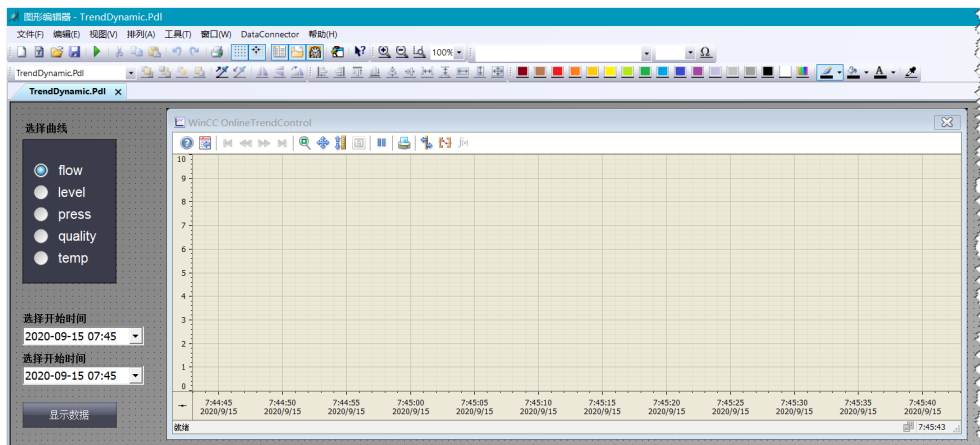 图形编辑器 - TrendDynamic.Pdl
文件(F) 编辑(E) 视图(V) 排列(A) 工具(T) 窗口(W) DataConnector 帮助(H)
100%
TrendDynamic.Pdl
TrendDynamic.Pdl
选择曲线
flow
level
press
quality
temp
选择开始时间
2020-09-15 07:45
选择开始时间
2020-09-15 07:45
显示数据
WinCC OnlineTrendControl
10
9
8
7
6
5
4
3
2
1
0
7:44:45 7:44:50 7:44:55 7:45:00 7:45:05 7:45:10 7:45:15 7:45:20 7:45:25 7:45:30 7:45:35 7:45:40
2020/9/15 2020/9/15 2020/9/15 2020/9/15 2020/9/15 2020/9/15 2020/9/15 2020/9/15 2020/9/15 2020/9/15 2020/9/15 2020/9/15
就绪 7:45:43